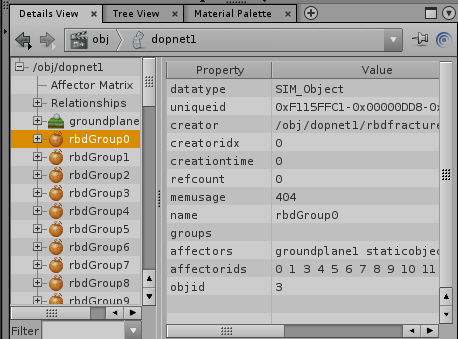 Details View Tree View Material Palette
obj dopnet1
/obj/dopnet1
Affector Matrix
Relationships
groundplane
rbdGroup0
rbdGroup1
rbdGroup2
rbdGroup3
rbdGroup4
rbdGroup5
rbdGroup6
rbdGroup7
rbdGroup8
rbdGroup9
Filter
Property Value
datatype SIM_Object
uniqueid 0xF115FFC1-0x00000DD8-0
creator /obj/dopnet1/rbdfracture
creatoridx 0
creationtime 0
refcount 0
memusage 404
name rbdGroup0
groups
affectors groundplane1 staticobjec
affectorids 0 1 3 4 5 6 7 8 9 10 11
objid 3